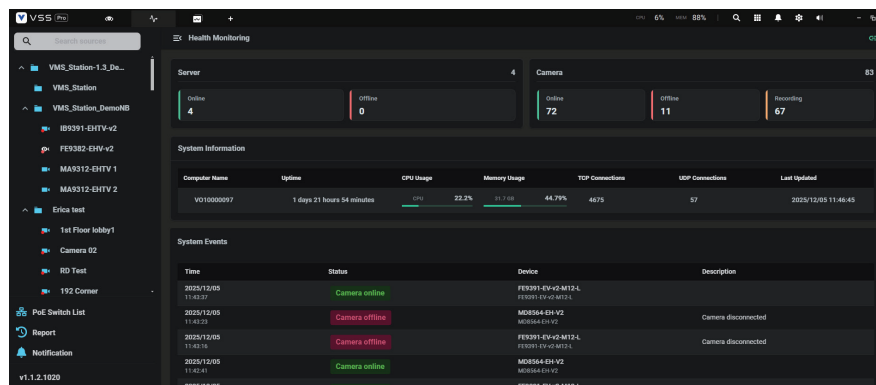 VSS Pro
CPU 6% MEM 88%
Search sources
Health Monitoring
VMS_Station-1.3_De...
VMS_Station
VMS_Station_DemoNB
IB9391-EHTV-v2
FE9382-EHV-v2
MA9312-EHTV 1
MA9312-EHTV 2
Erica test
1st Floor lobby1
Camera 02
RD Test
192 Corner
PoE Switch List
Report
Notification
v1.1.2.1020
Server 4
Online
4
Offline
0
Camera 83
Online
72
Offline
11
Recording
67
System Information
Computer Name Uptime CPU Usage Memory Usage TCP Connections UDP Connections Last Updated
VO10000097 1 days 21 hours 54 minutes CPU 22.2% 31.7 GB 44.79% 4675 57 2025/12/05 11:46:45
System Events
Time Status Device Description
2025/12/05
11:43:37
Camera online
FE9391-EV-v2-M12-L
FE9391-EV-v2-M12-L
2025/12/05
11:43:23
Camera offline
MD8564-EH-V2
MD8564-EH-V2
Camera disconnected
2025/12/05
11:43:16
Camera offline
FE9391-EV-v2-M12-L
FE9391-EV-v2-M12-L
Camera disconnected
2025/12/05
11:42:41
Camera online
MD8564-EH-V2
MD8564-EH-V2